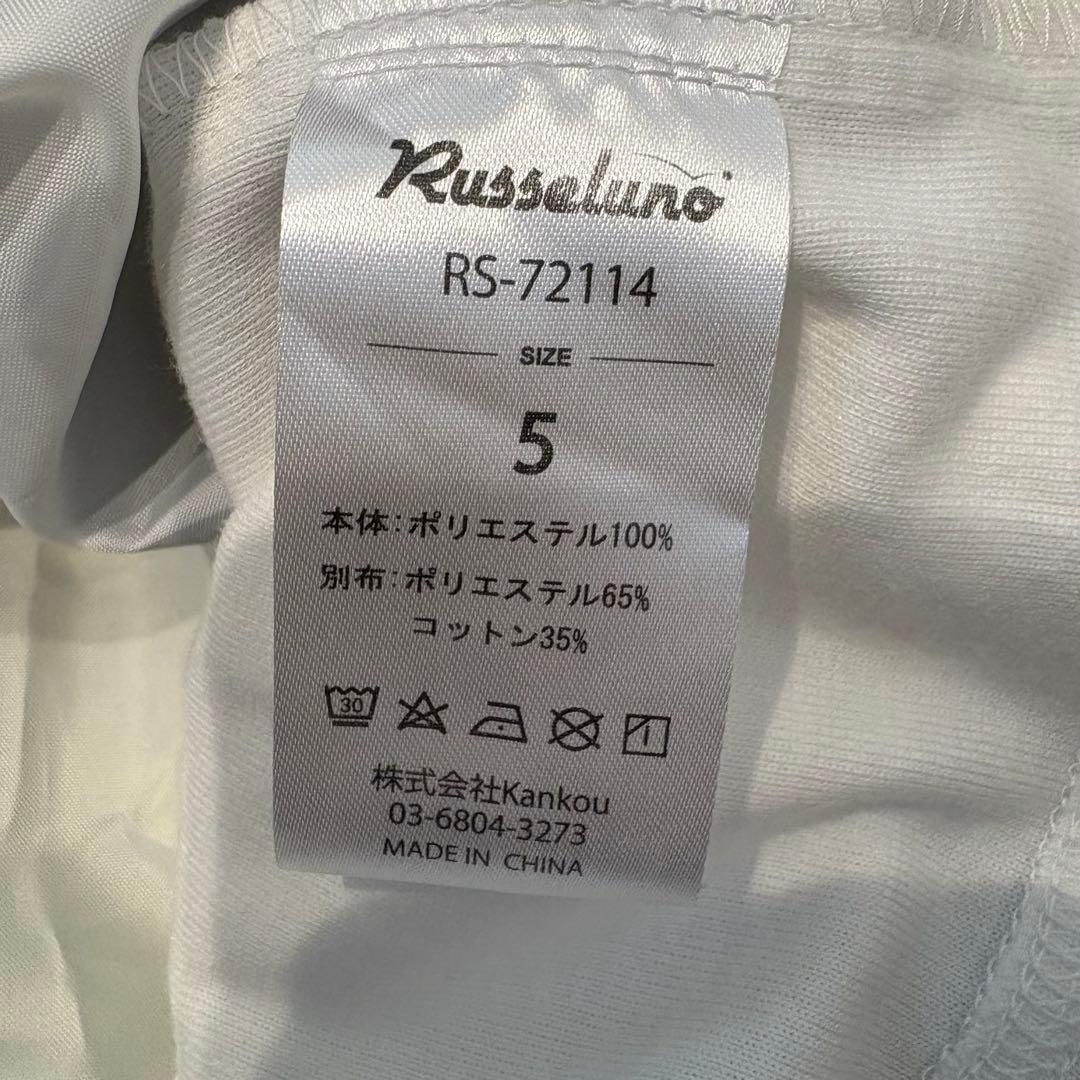 Russeluno
RS-72114
SIZE
5
本体:ポリエステル100%
別布:ポリエステル65%
コットン35%
30
株式会社Kankou
03-6804-3273
MADE IN CHINA